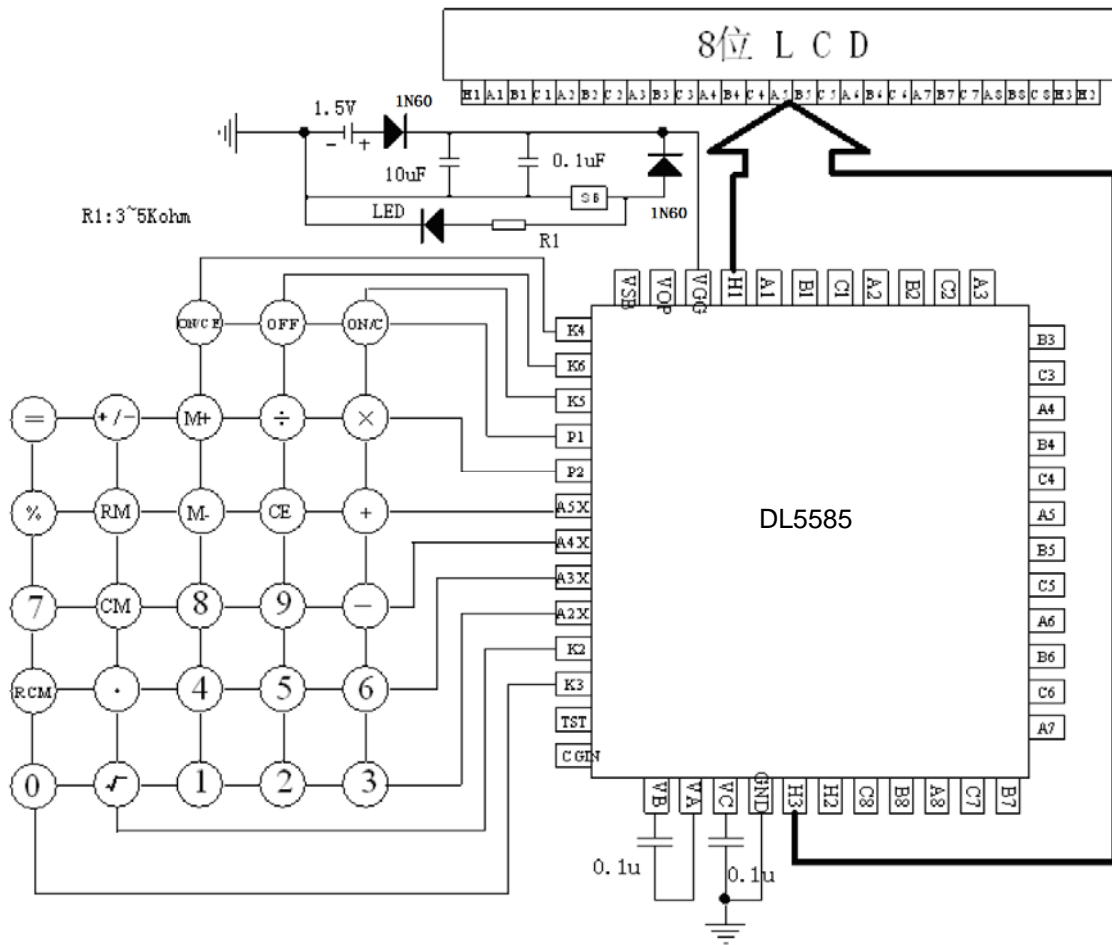 8位 L C D
H1 A1 B1 C1 A2 B2 C2 A3 B3 C3 A4 B4 C4 A5 B5 C5 A6 B6 C6 A7 B7 C7 A8 B8 C8 H3 H2
1.5V
1N60
- +
10uF
0.1uF
SB
1N60
LED
R1
R1:3~5Kohm
VSB VOP VGG H1 A1 B1 C1 A2 B2 C2 A3
ON/CE OFF ON/C
= +/- M+ ÷ ×
% RM M- CE +
7 CM 8 9 −
RCM · 4 5 6
0 √ 1 2 3
K4
K6
K5
P1
P2
A5X
A4X
A3X
A2X
K2
K3
TST
CGIN
DL5585
B3
C3
A4
B4
C4
A5
B5
C5
A6
B6
C6
A7
VB VA VC GND H3 H2 C8 B8 A8 C7 B7
0.1u
0.1u